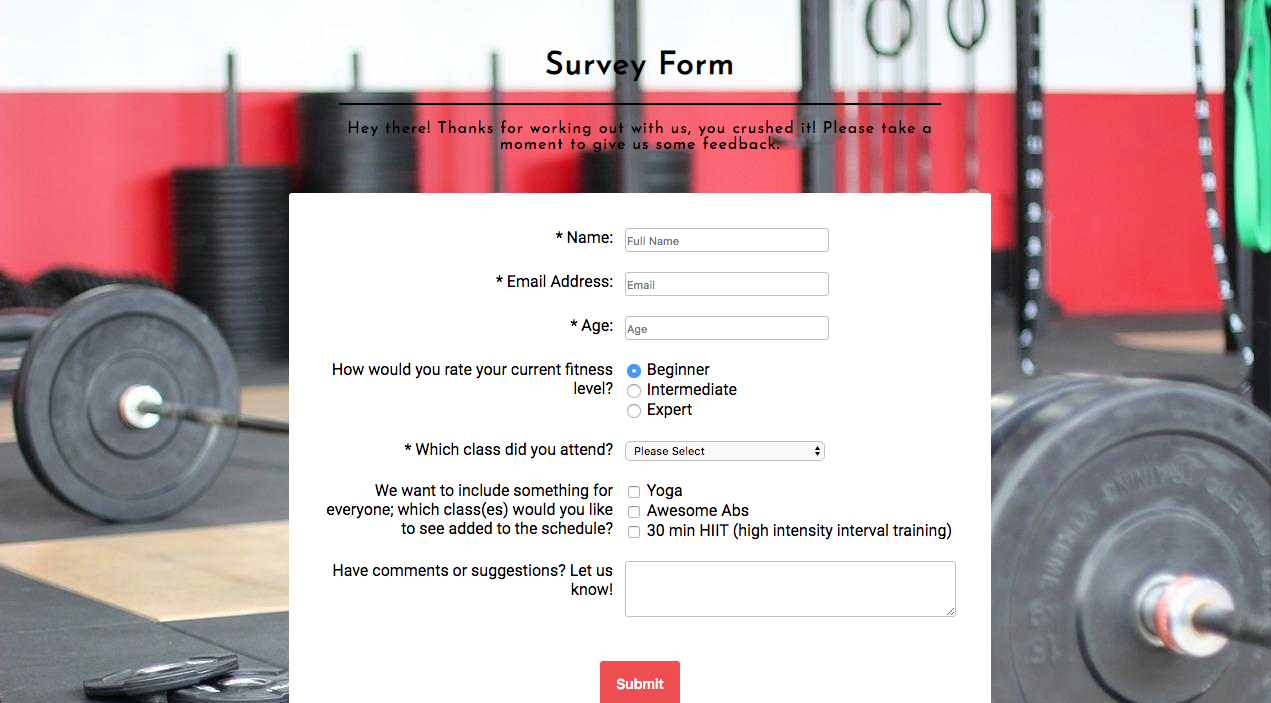 Survey Form
Hey there! Thanks for working out with us, you crushed it! Please take a
moment to give us some feedback.
* Name: Full Name
* Email Address: Email
* Age: Age
How would you rate your current fitness
level?
Beginner
Intermediate
Expert
* Which class did you attend? Please Select
We want to include something for
everyone; which class(es) would you like
to see added to the schedule?
Yoga
Awesome Abs
30 min HIIT (high intensity interval training)
Have comments or suggestions? Let us
know!
Submit